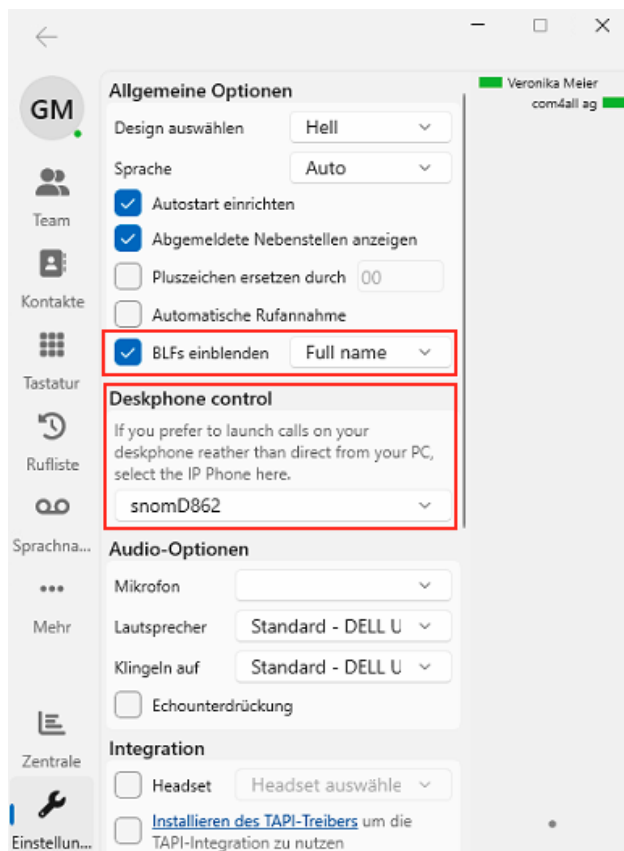 GM
Team
Kontakte
Tastatur
Rufliste
Sprachna...
Mehr
Zentrale
Einstellun...
Allgemeine Optionen
Design auswählen Hell
Sprache Auto
Autostart einrichten
Abgemeldete Nebenstellen anzeigen
Pluszeichen ersetzen durch 00
Automatische Rufannahme
BLFs einblenden Full name
Deskphone control
If you prefer to launch calls on your
deskphone reather than direct from your PC,
select the IP Phone here.
snomD862
Audio-Optionen
Mikrofon
Lautsprecher Standard - DELL U
Klingeln auf Standard - DELL U
Echounterdrückung
Integration
Headset Headset auswähle
Installieren des TAPI-Treibers um die
TAPI-Integration zu nutzen
Veronika Meier
com4all ag